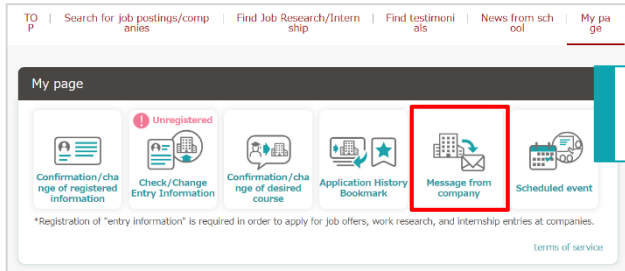 TO
P
Search for job postings/comp
anies
Find Job Research/Intern
ship
Find testimoni
als
News from sch
ool
My pa
ge
My page
! Unregistered
Confirmation/cha
nge of registered
information
Check/Change
Entry Information
Confirmation/cha
nge of desired
course
Application History
Bookmark
Message from
company
Scheduled event
*Registration of "entry information" is required in order to apply for job offers, work research, and internship entries at companies.
terms of service